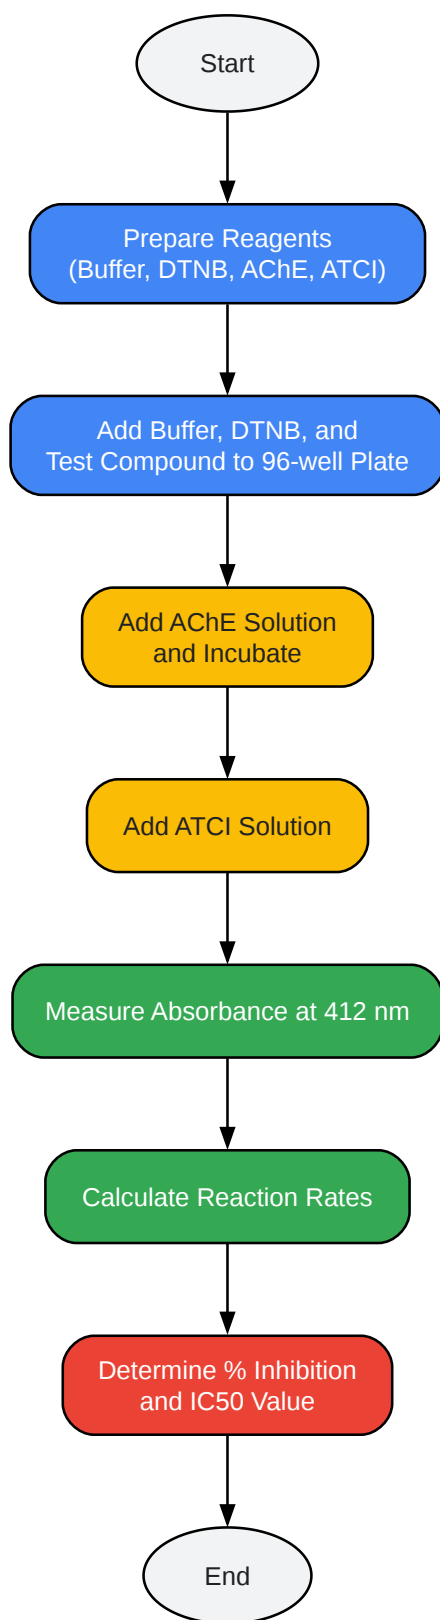 Start
Prepare Reagents
(Buffer, DTNB, AChE, ATCI)
Add Buffer, DTNB, and
Test Compound to 96-well Plate
Add AChE Solution
and Incubate
Add ATCI Solution
Measure Absorbance at 412 nm
Calculate Reaction Rates
Determine % Inhibition
and IC50 Value
End